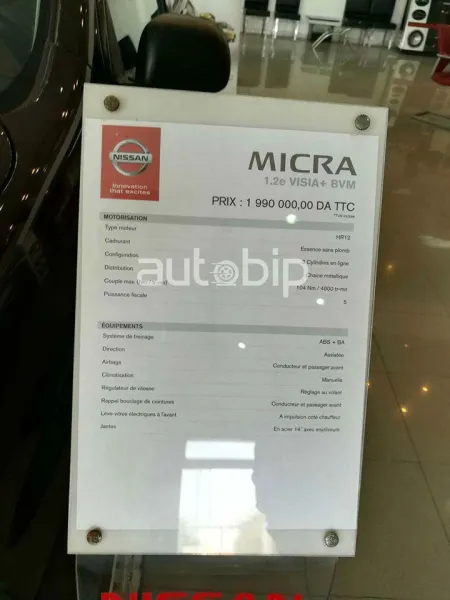 NISSAN
Innovation
that excites
MICRA
1.2e VISIA+ BVM
PRIX : 1 990 000,00 DA TTC
MOTORISATION
Type moteur HR12
Carburant Essence sans plomb
Configuration 3 Cylindres en ligne
Distribution Chaine métallique
Couple max. 104 Nm / 4000 tr-mn
Puissance fiscale 5
autobip
ÉQUIPEMENTS
Système de freinage ABS + BA
Direction Assistée
Airbags Conducteur et passager avant
Climatisation Manuelle
Régulateur de vitesse Réglage au volant
Rappel bouclage de ceintures Conducteur et passager avant
Lève-vitres électriques à l'avant A impulsion coté chauffeur
Jantes En acier 14" avec enjoliveurs
NISSAN